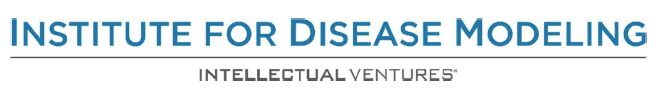 INSTITUTE FOR DISEASE MODELING
INTELLECTUAL VENTURES